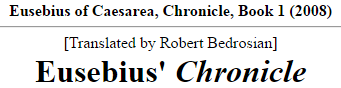 Eusebius of Caesarea, Chronicle, Book 1 (2008)
[Translated by Robert Bedrosian]
Eusebius' Chronicle